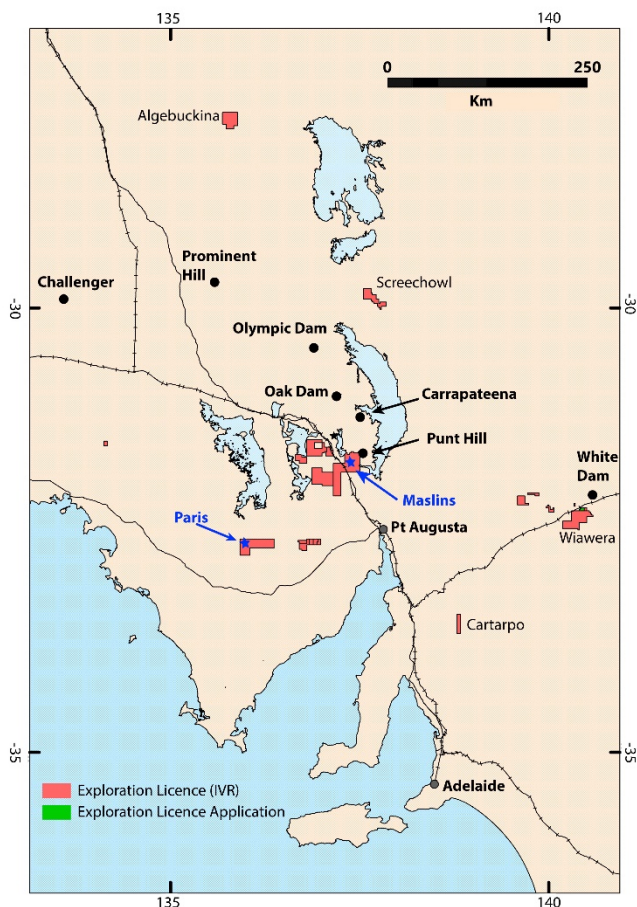 135
140
0
250
Km
Algebuckina
Prominent
Hill
Screechowl
Challenger
-30
-30
Olympic Dam
Oak Dam
Carrapateena
Punt Hill
White
Dam
Maslins
Paris
Pt Augusta
Wiawera
Cartarpo
-35
-35
Exploration Licence (IVR)
Exploration Licence Application
Adelaide
135
140